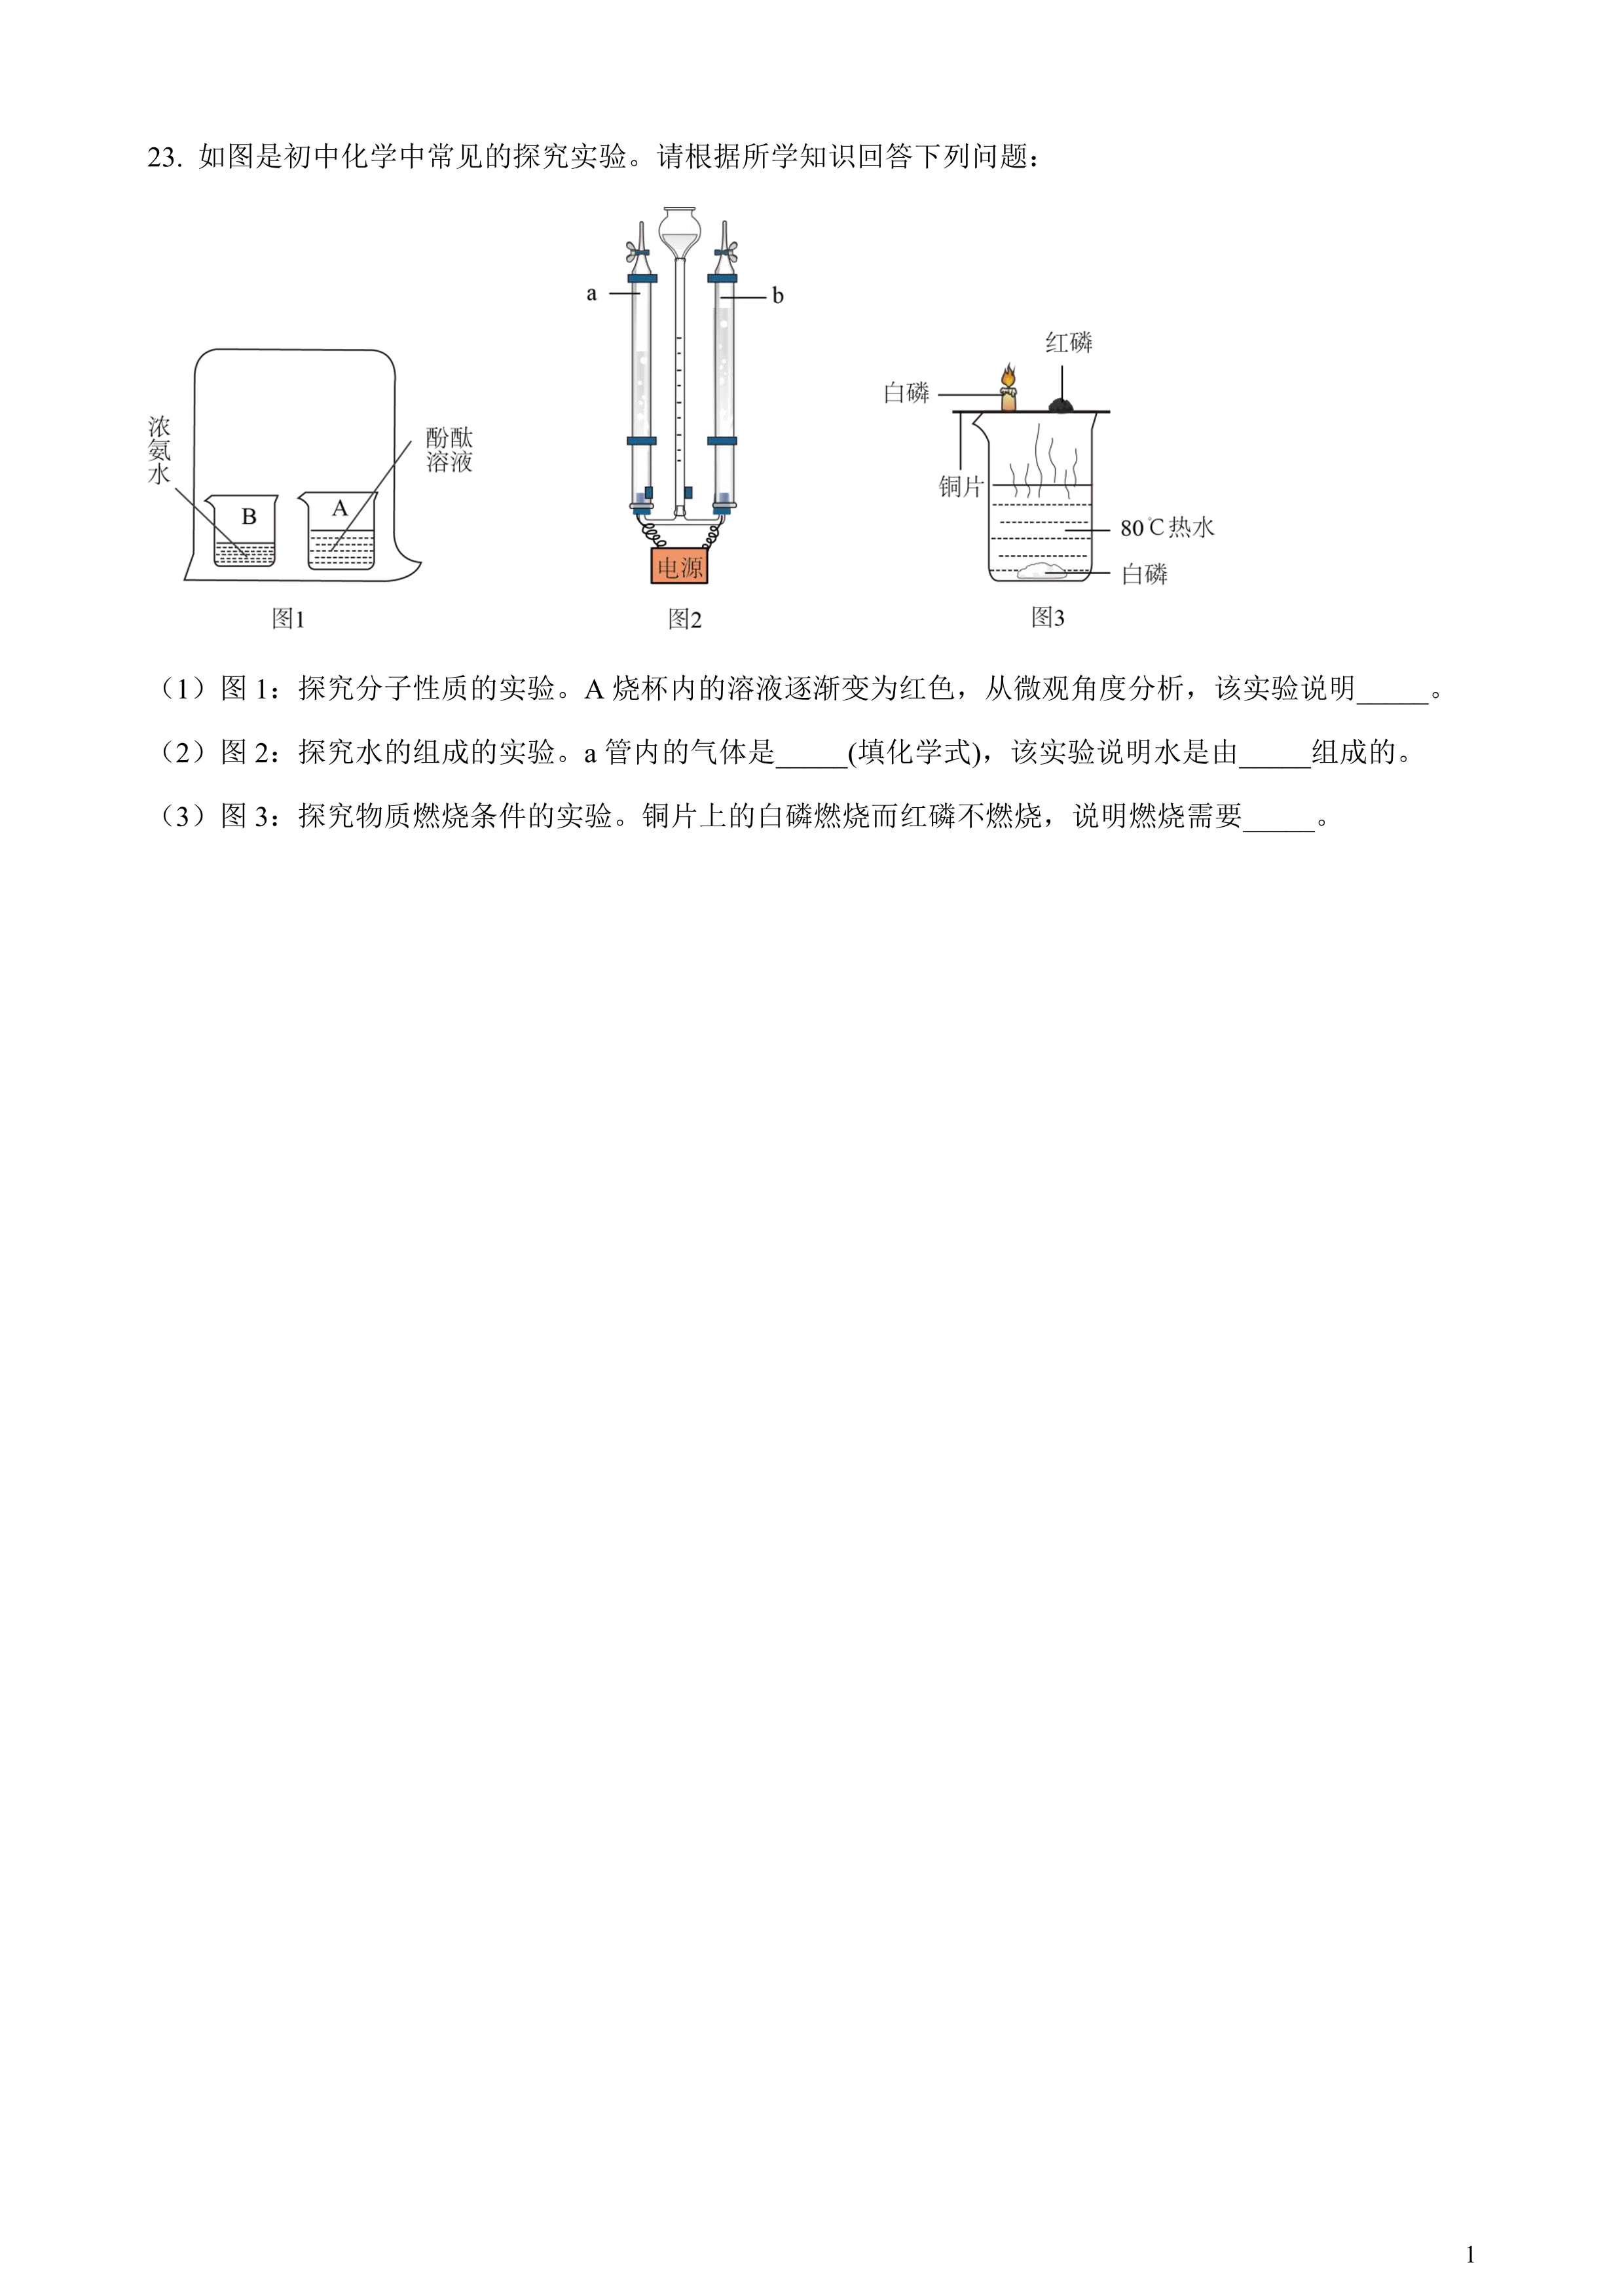 23. 如图是初中化学中常见的探究实验。请根据所学知识回答下列问题：
浓氨水
B
A
酚酞
溶液
图1
a
b
电源
图2
红磷
白磷
铜片
80℃热水
白磷
图3
（1）图 1：探究分子性质的实验。A 烧杯内的溶液逐渐变为红色，从微观角度分析，该实验说明_____。
（2）图 2：探究水的组成的实验。a 管内的气体是_____(填化学式)，该实验说明水是由_____组成的。
（3）图 3：探究物质燃烧条件的实验。铜片上的白磷燃烧而红磷不燃烧，说明燃烧需要_____。
1